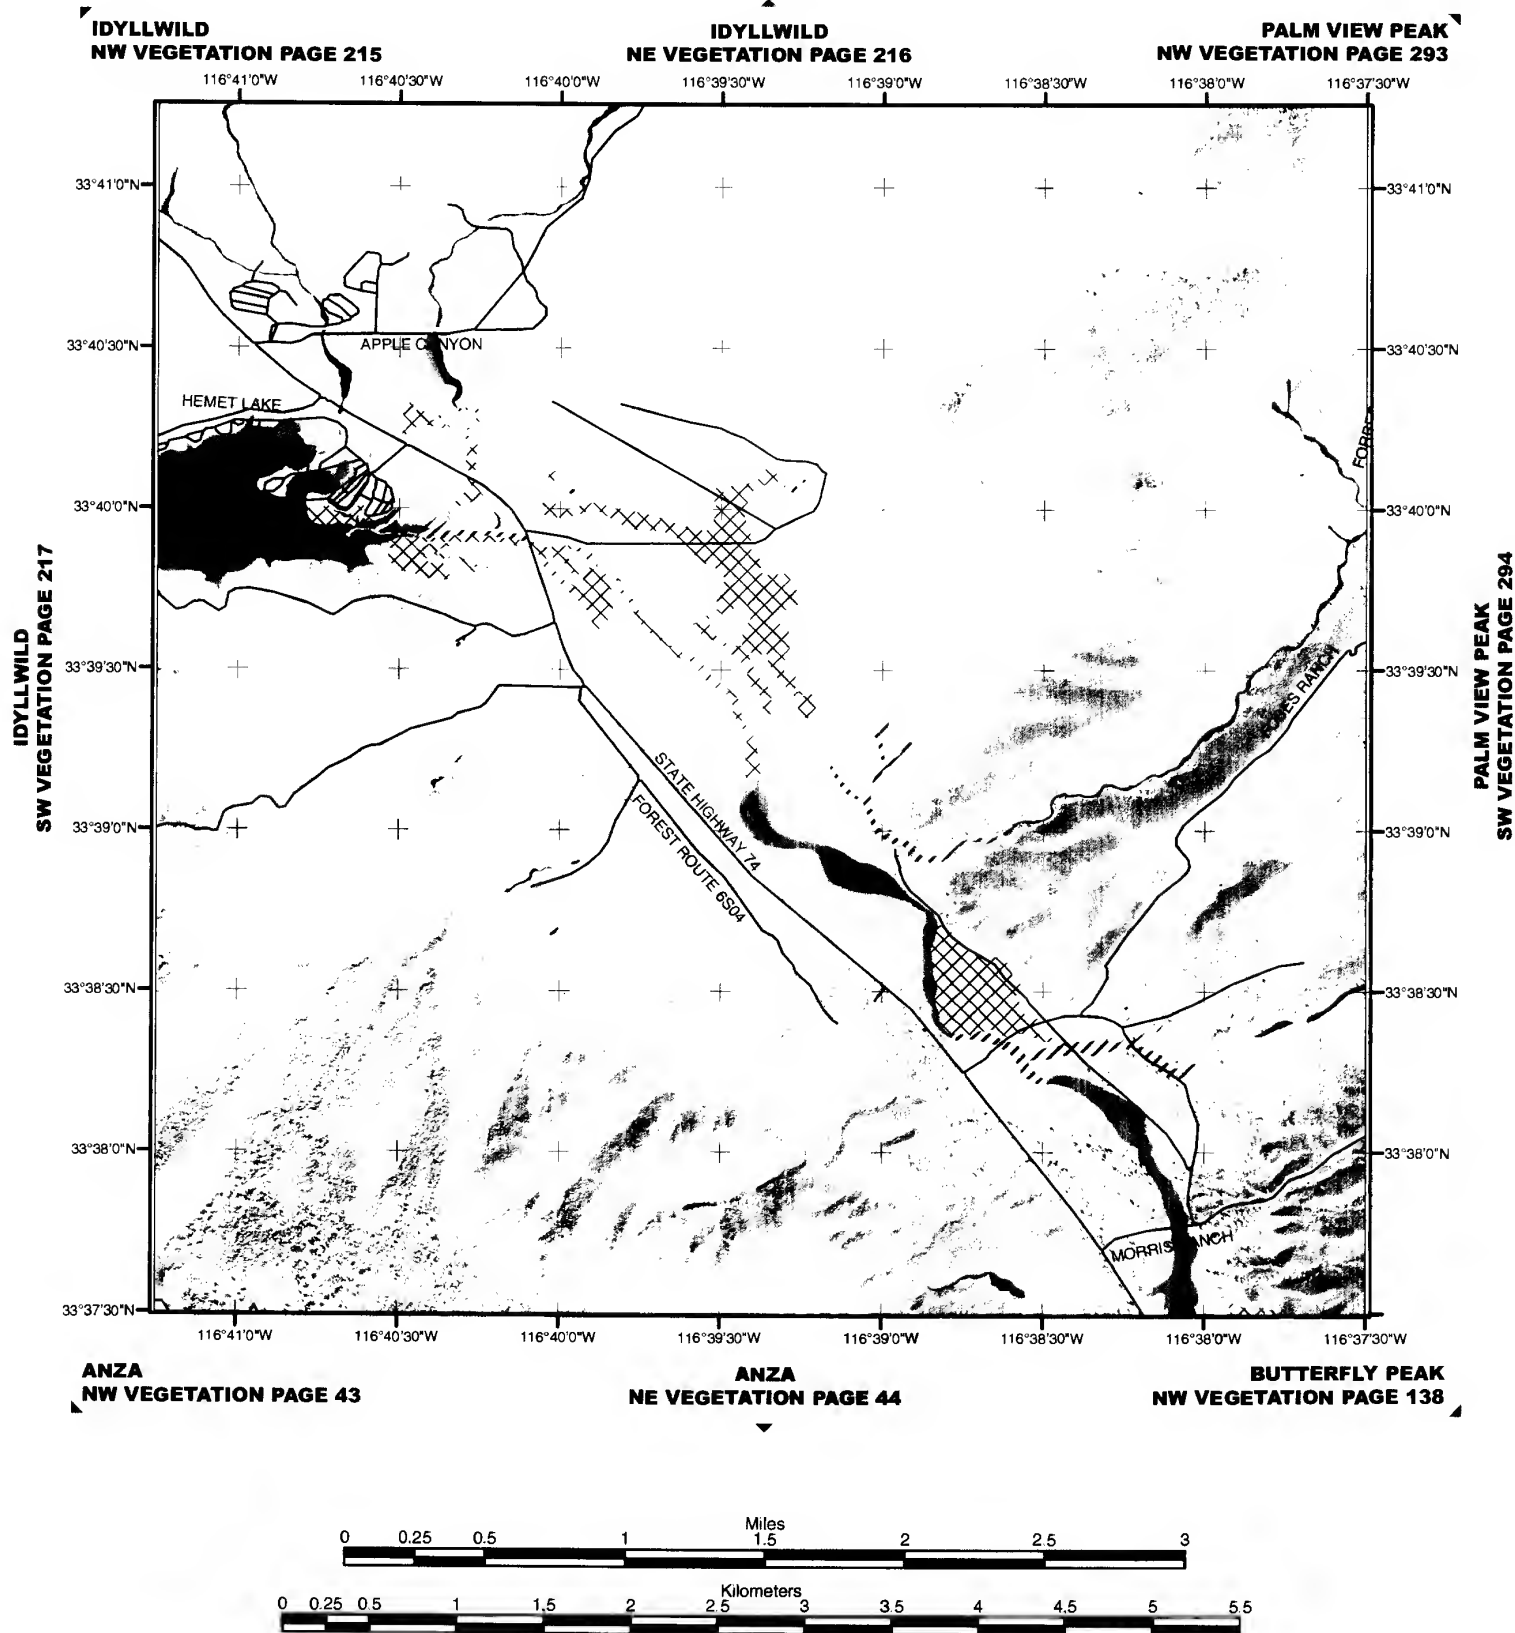 IDYLLWILD
NW VEGETATION PAGE 215
IDYLLWILD
NE VEGETATION PAGE 216
PALM VIEW PEAK
NW VEGETATION PAGE 293
116°41'0"W 116°40'30"W 116°40'0"W 116°39'30"W 116°39'0"W 116°38'30"W 116°38'0"W 116°37'30"W
33°41'0"N 33°41'0"N
33°40'30"N 33°40'30"N
APPLE CANYON
HEMET LAKE
33°40'0"N 33°40'0"N
IDYLLWILD
SW VEGETATION PAGE 217
PALM VIEW PEAK
SW VEGETATION PAGE 294
33°39'30"N 33°39'30"N
STATE HIGHWAY 74
FOREST ROUTE 6S04
33°39'0"N 33°39'0"N
33°38'30"N 33°38'30"N
33°38'0"N 33°38'0"N
33°37'30"N
116°41'0"W 116°40'30"W 116°40'0"W 116°39'30"W 116°39'0"W 116°38'30"W 116°38'0"W 116°37'30"W
ANZA
NW VEGETATION PAGE 43
ANZA
NE VEGETATION PAGE 44
BUTTERFLY PEAK
NW VEGETATION PAGE 138
Miles
0 0.25 0.5 1 1.5 2 2.5 3
Kilometers
0 0.25 0.5 1 1.5 2 2.5 3 3.5 4 4.5 5 5.5